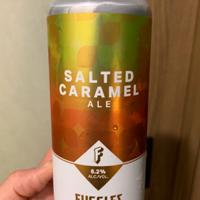 SALTED
CARAMEL
ALE
F
6.2%
ALC/VOL.